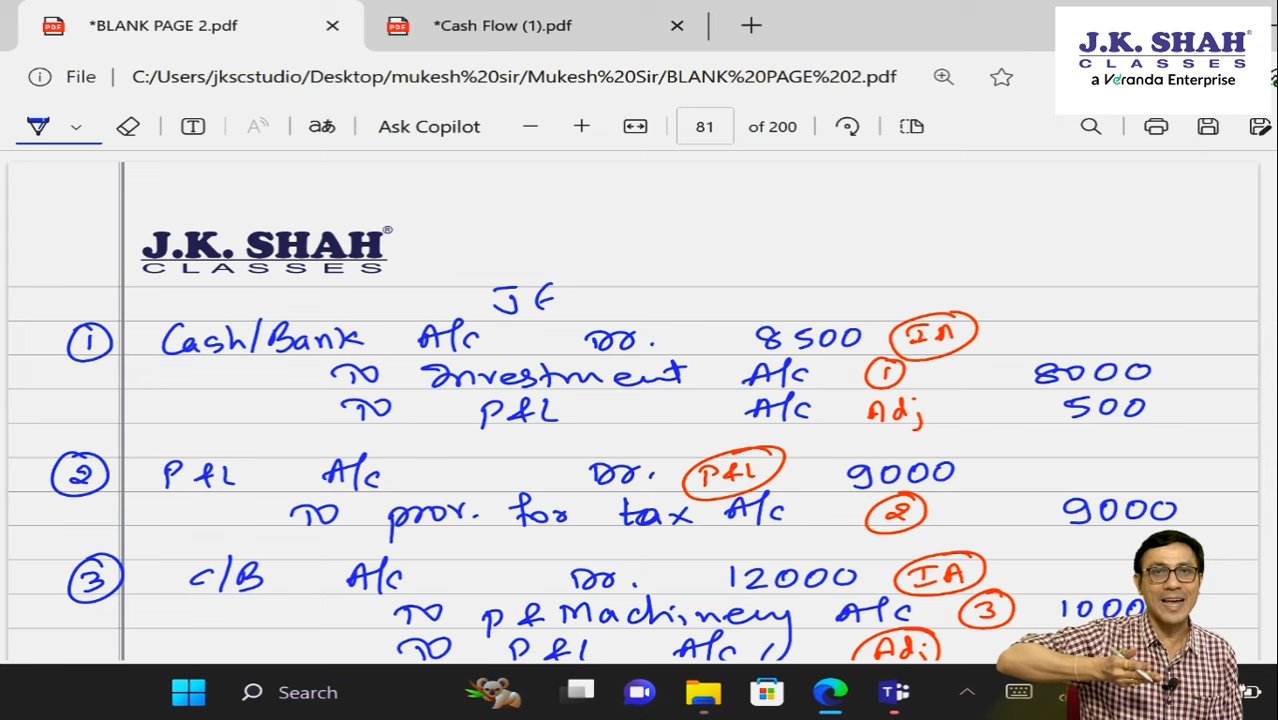 *BLANK PAGE 2.pdf
*Cash Flow (1).pdf
J.K. SHAH®
CLASSES
a Veranda Enterprise
File C:/Users/jkscstudio/Desktop/mukesh%20sir/Mukesh%20Sir/BLANK%20PAGE%202.pdf
Ask Copilot 81 of 200
J.K. SHAH®
CLASSES
JE
① Cash/Bank A/c Dr. 8500 IA
To Investment A/c ① 8000
To P&L A/c Adj 500
② P&L A/c Dr. P&L 9000
To prov. for tax A/c ② 9000
③ C/B A/c Dr. 12000 IA
To P&Machinery A/c ③ 1000
To P&L A/c Adj
Search